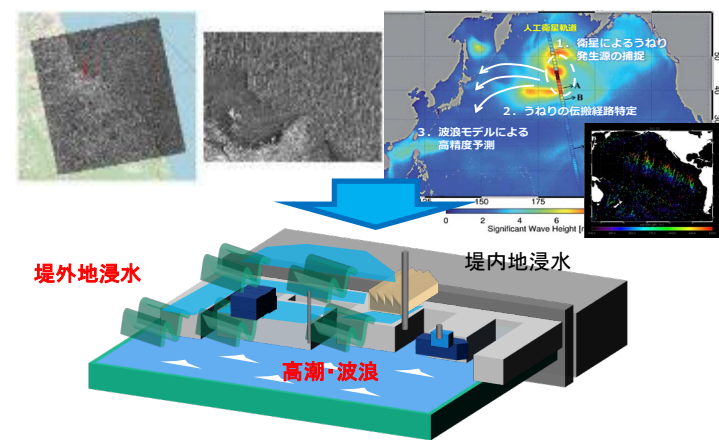 人工衛星軌道
1．衛星によるうねり
発生源の捕捉
A
B
2．うねりの伝搬経路特定
3．波浪モデルによる
高精度予測
150
175
0
2
4
6
Significant Wave Height [m
堤外地浸水
堤内地浸水
高潮・波浪